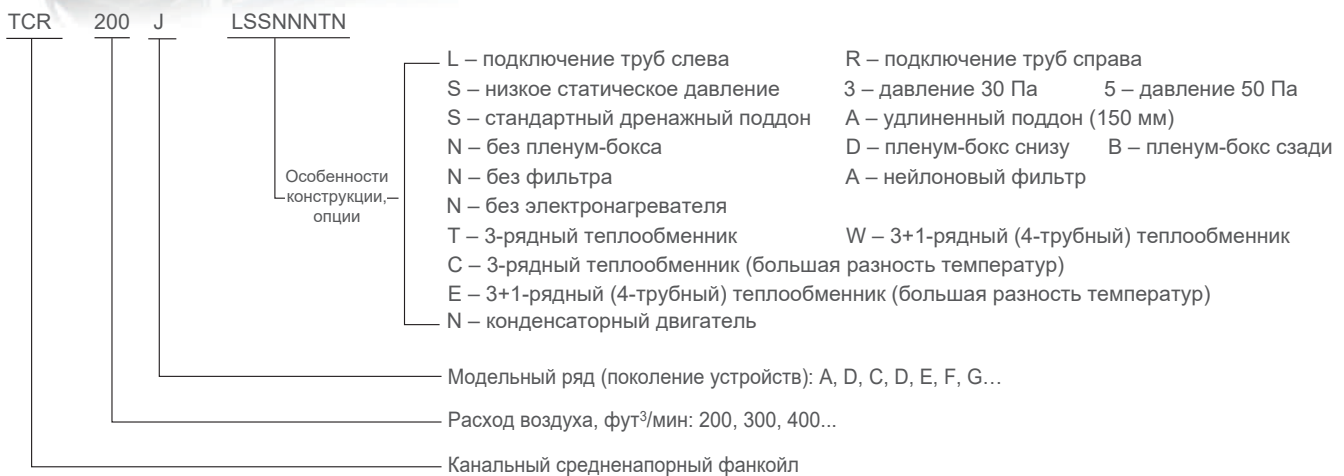 TCR 200 J LSSNNNTN
L – подключение труб слева R – подключение труб справа
S – низкое статическое давление 3 – давление 30 Па 5 – давление 50 Па
S – стандартный дренажный поддон A – удлиненный поддон (150 мм)
N – без пленум-бокса D – пленум-бокс снизу B – пленум-бокс сзади
Особенности
конструкции,
опции
N – без фильтра A – нейлоновый фильтр
N – без электронагревателя
T – 3-рядный теплообменник W – 3+1-рядный (4-трубный) теплообменник
C – 3-рядный теплообменник (большая разность температур)
E – 3+1-рядный (4-трубный) теплообменник (большая разность температур)
N – конденсаторный двигатель
Модельный ряд (поколение устройств): A, D, C, D, E, F, G…
Расход воздуха, фут³/мин: 200, 300, 400...
Канальный средненапорный фанкойл